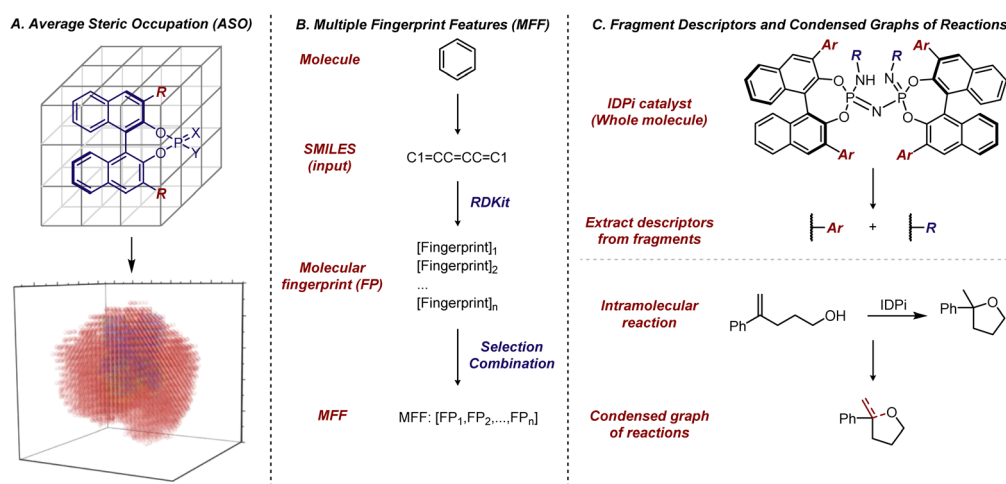 A. Average Steric Occupation (ASO)
R
O
O
P
X
Y
R
B. Multiple Fingerprint Features (MFF)
Molecule
SMILES
(input)
C1=CC=CC=C1
RDKit
Molecular
fingerprint (FP)
[Fingerprint]1
[Fingerprint]2
...
[Fingerprint]n
Selection
Combination
MFF
MFF: [FP1,FP2,...,FPn]
C. Fragment Descriptors and Condensed Graphs of Reactions
IDPi catalyst
(Whole molecule)
Ar R R Ar
O NH N O
P P
O N O
Ar Ar
Extract descriptors
from fragments
Ar + R
Intramolecular
reaction
Ph OH
IDPi
Ph O
Condensed graph
of reactions
Ph O